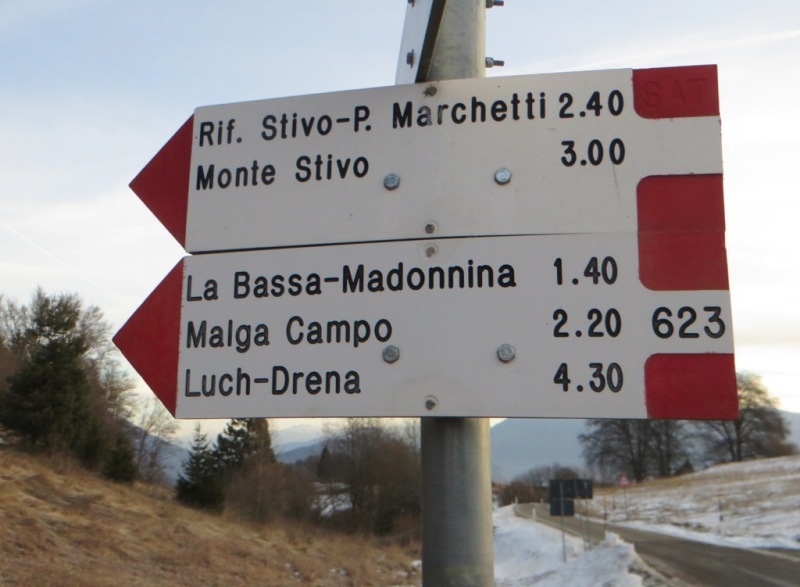 Rif. Stivo-P. Marchetti 2.40 SAT
Monte Stivo 3.00
La Bassa-Madonnina 1.40
Malga Campo 2.20 623
Luch-Drena 4.30